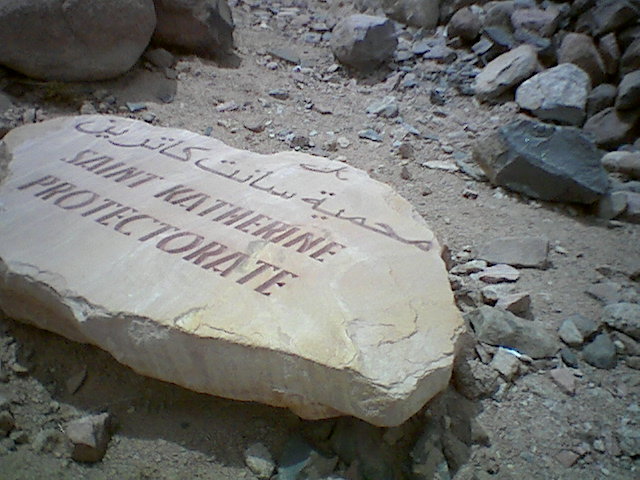 محمية سانت كاترين
SAINT KATHERINE
PROTECTORATE